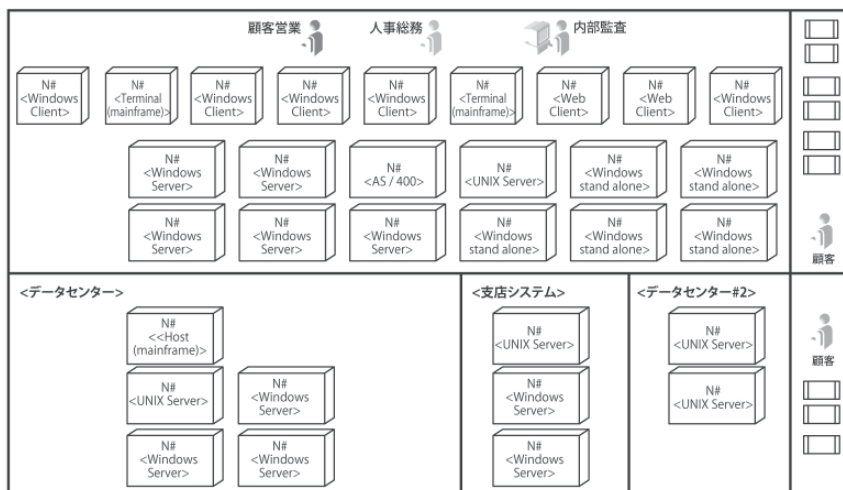 顧客営業 人事総務 内部監査
N#
<Windows
Client>
N#
<Terminal
(mainframe)>
N#
<Windows
Client>
N#
<Windows
Client>
N#
<Windows
Client>
N#
<Terminal
(mainframe)>
N#
<Web
Client>
N#
<Web
Client>
N#
<Windows
Client>
N#
<Windows
Server>
N#
<Windows
Server>
N#
<AS / 400>
N#
<UNIX Server>
N#
<Windows
stand alone>
N#
<Windows
stand alone>
N#
<Windows
Server>
N#
<Windows
Server>
N#
<Windows
Server>
N#
<Windows
stand alone>
N#
<Windows
stand alone>
N#
<Windows
stand alone>
顧客
<データセンター>
N#
<<Host
(mainframe)>
N#
<UNIX Server>
N#
<Windows
Server>
N#
<Windows
Server>
N#
<Windows
Server>
<支店システム>
N#
<UNIX Server>
N#
<Windows
Server>
N#
<Windows
Server>
<データセンター#2>
N#
<UNIX Server>
N#
<UNIX Server>
顧客